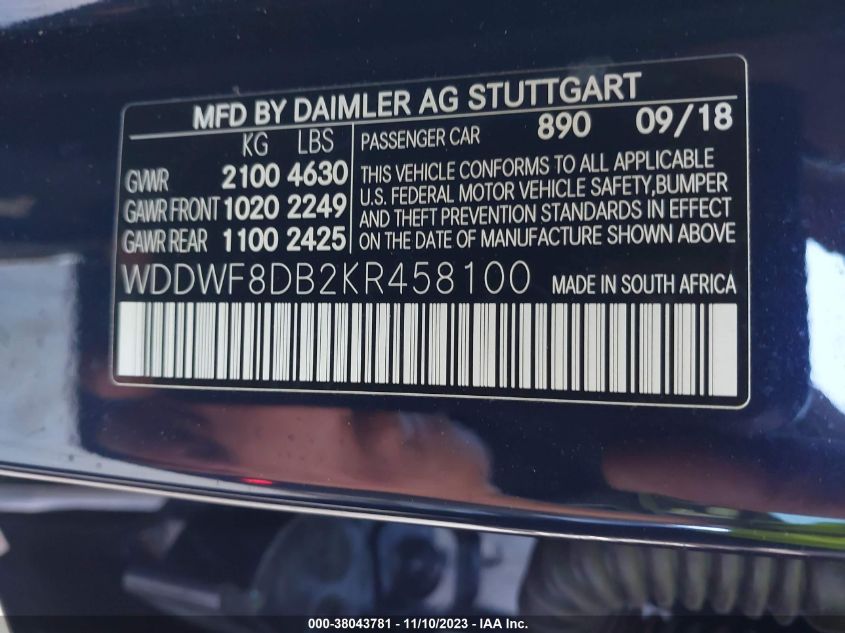 MFD BY DAIMLER AG STUTTGART
KG LBS
GVWR 2100 4630
GAWR FRONT 1020 2249
GAWR REAR 1100 2425
PASSENGER CAR 890 09/18
THIS VEHICLE CONFORMS TO ALL APPLICABLE
U.S. FEDERAL MOTOR VEHICLE SAFETY,BUMPER
AND THEFT PREVENTION STANDARDS IN EFFECT
ON THE DATE OF MANUFACTURE SHOWN ABOVE
WDDWF8DB2KR458100 MADE IN SOUTH AFRICA
000-38043781 - 11/10/2023 - IAA Inc.